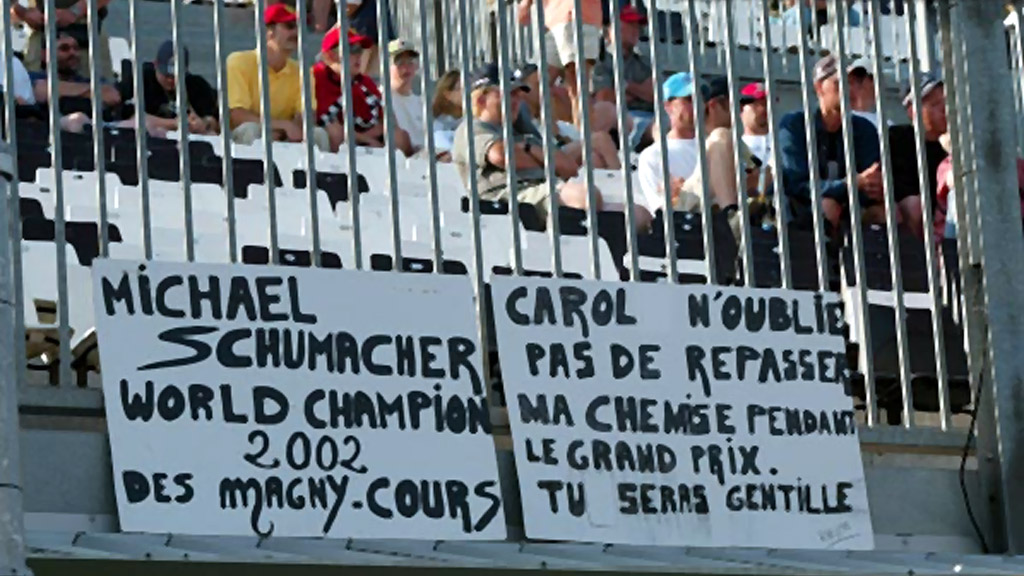 MiCHAEL
SCHUMACHER
WORLD CHAMPiON
2002
DES MAGNY-COURS
CAROL N'OUBLIE
PAS DE REPASSER
MA CHEMISE PENDANT
LE GRAND PRIX.
TU SERAS GENTILLE